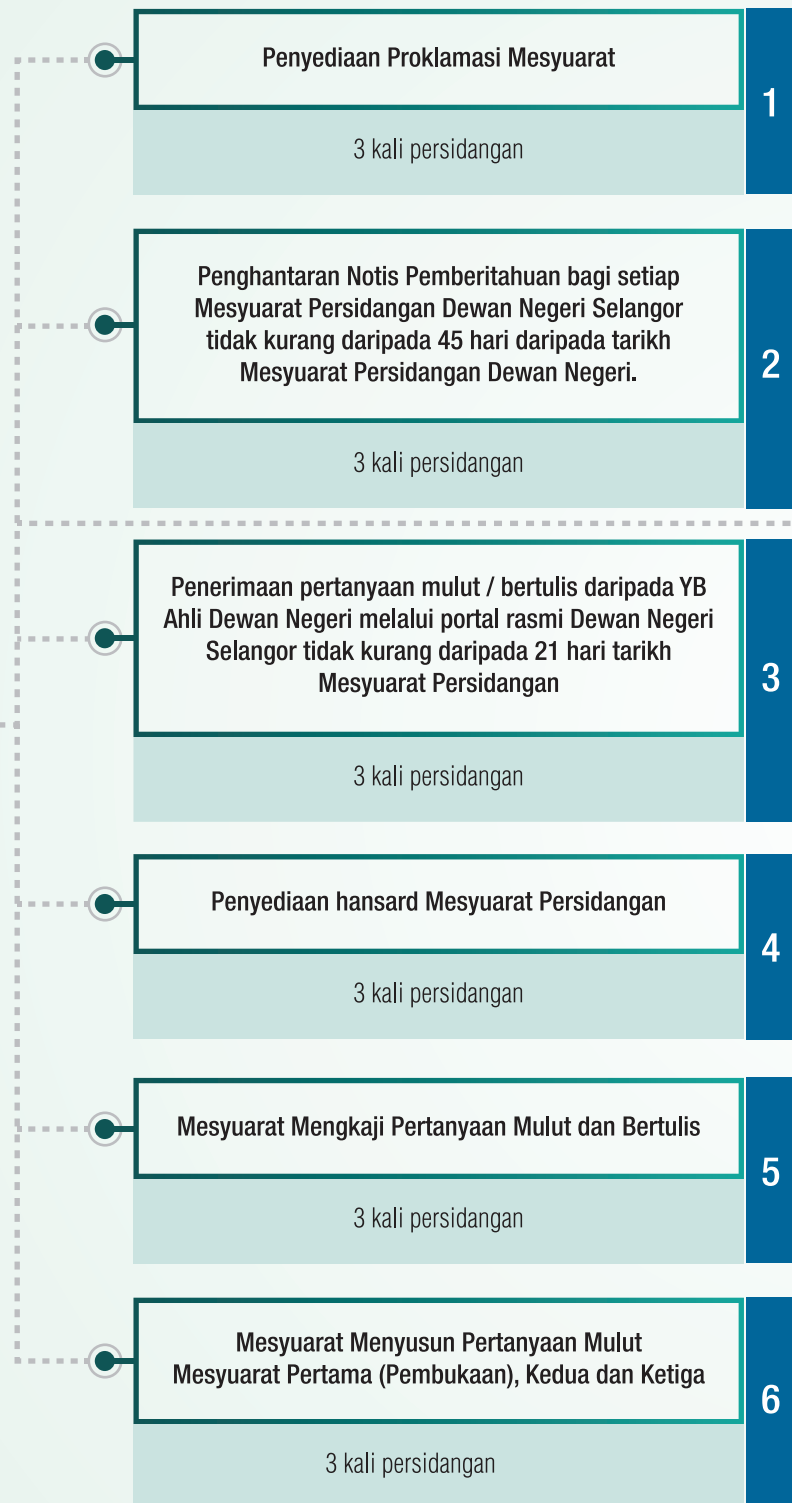 Penyediaan Proklamasi Mesyuarat
3 kali persidangan
1
Penghantaran Notis Pemberitahuan bagi setiap
Mesyuarat Persidangan Dewan Negeri Selangor
tidak kurang daripada 45 hari daripada tarikh
Mesyuarat Persidangan Dewan Negeri.
3 kali persidangan
2
Penerimaan pertanyaan mulut / bertulis daripada YB
Ahli Dewan Negeri melalui portal rasmi Dewan Negeri
Selangor tidak kurang daripada 21 hari tarikh
Mesyuarat Persidangan
3 kali persidangan
3
Penyediaan hansard Mesyuarat Persidangan
3 kali persidangan
4
Mesyuarat Mengkaji Pertanyaan Mulut dan Bertulis
3 kali persidangan
5
Mesyuarat Menyusun Pertanyaan Mulut
Mesyuarat Pertama (Pembukaan), Kedua dan Ketiga
3 kali persidangan
6